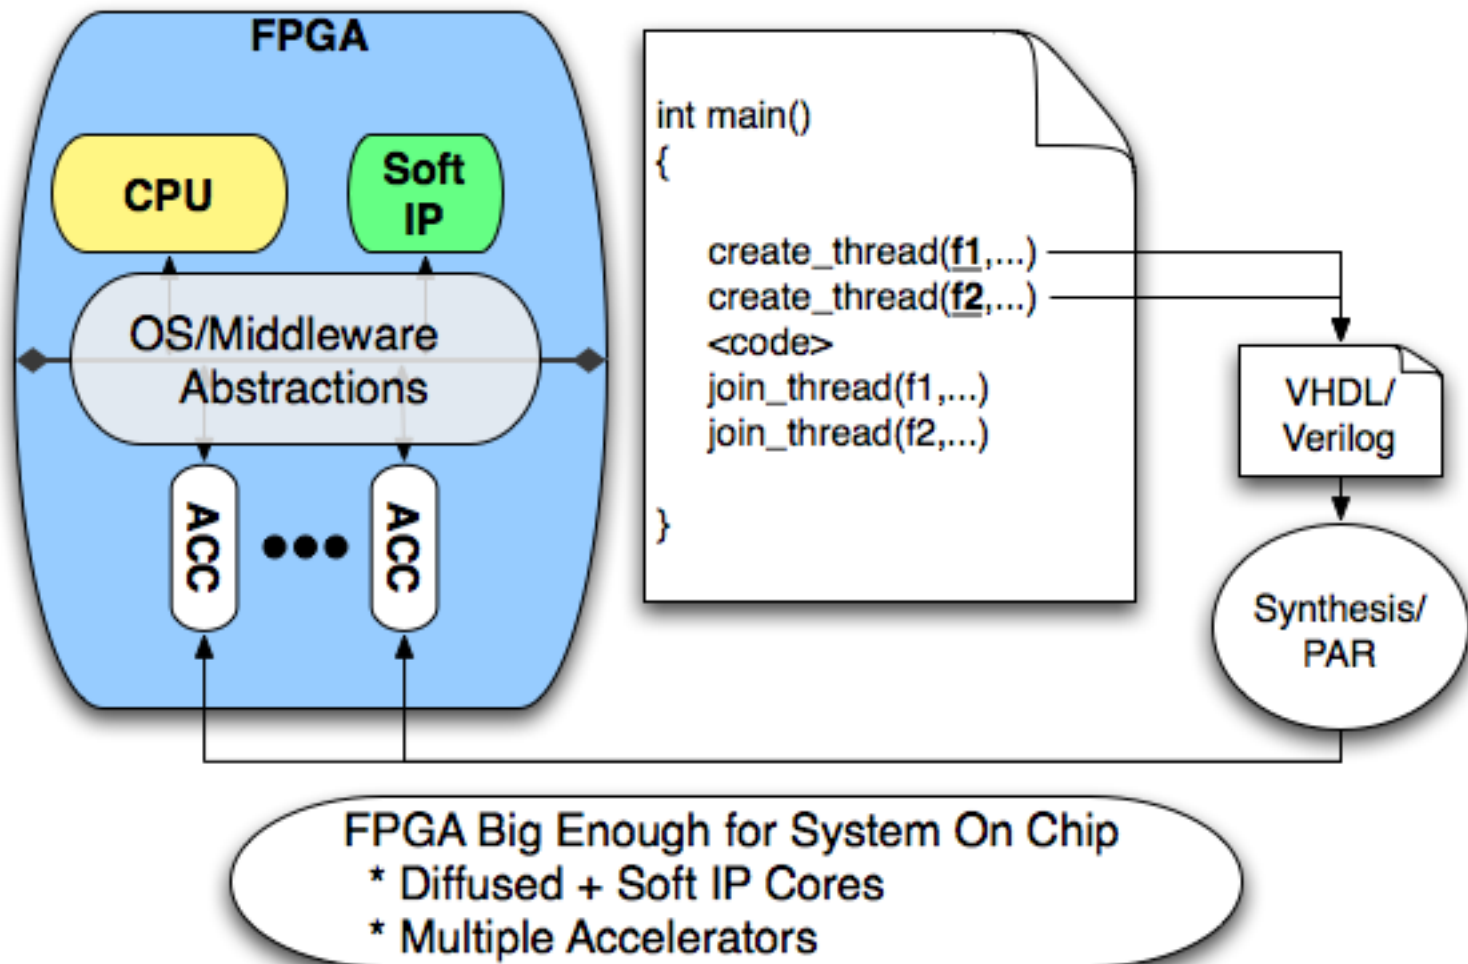 FPGA
CPU
Soft
IP
OS/Middleware
Abstractions
ACC
ACC
int main()
{
create_thread(f1,...)
create_thread(f2,...)
<code>
join_thread(f1,...)
join_thread(f2,...)
}
VHDL/
Verilog
Synthesis/
PAR
FPGA Big Enough for System On Chip
* Diffused + Soft IP Cores
* Multiple Accelerators